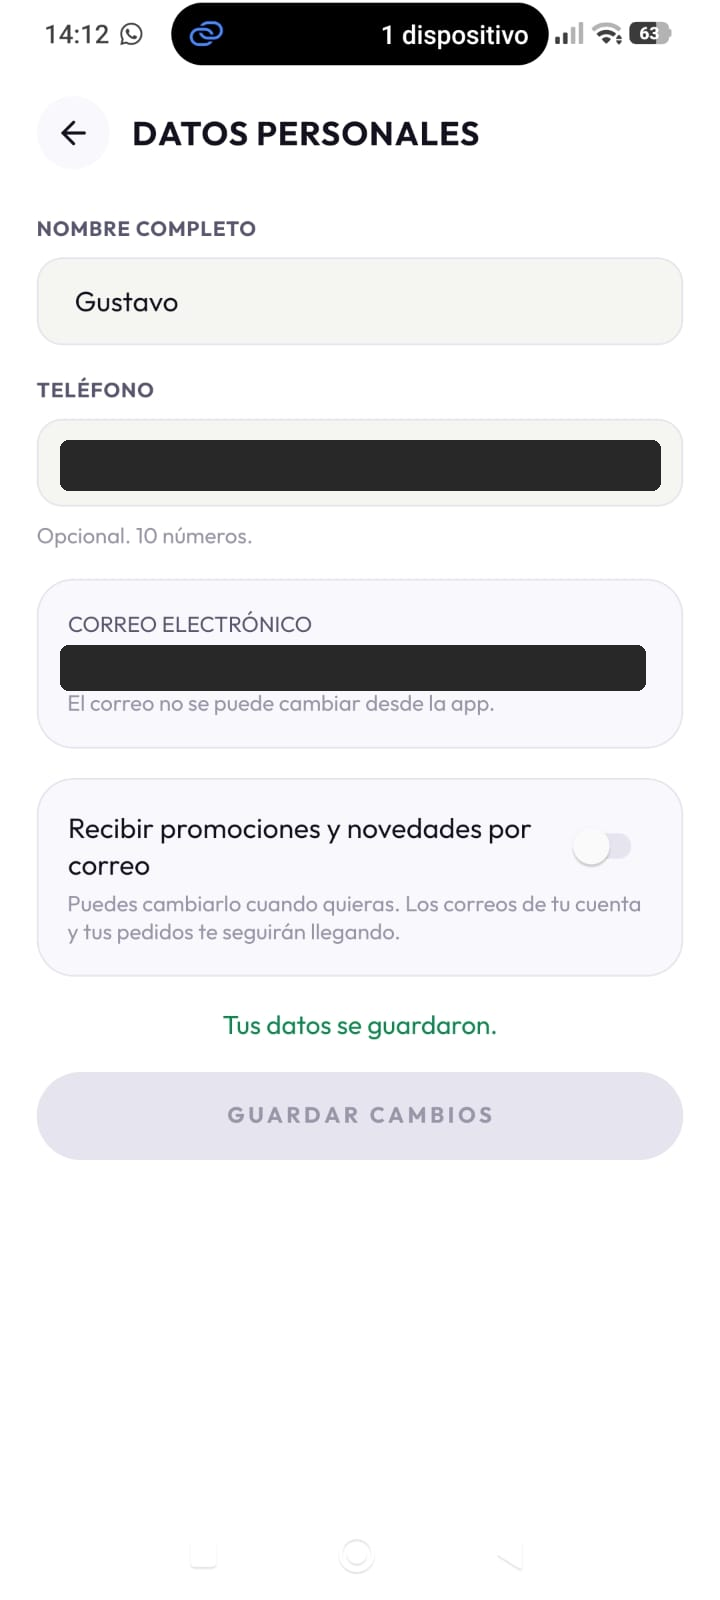 14:12
1 dispositivo
63
DATOS PERSONALES
NOMBRE COMPLETO
Gustavo
TELÉFONO
Opcional. 10 números.
CORREO ELECTRÓNICO
El correo no se puede cambiar desde la app.
Recibir promociones y novedades por
correo
Puedes cambiarlo cuando quieras. Los correos de tu cuenta
y tus pedidos te seguirán llegando.
Tus datos se guardaron.
GUARDAR CAMBIOS